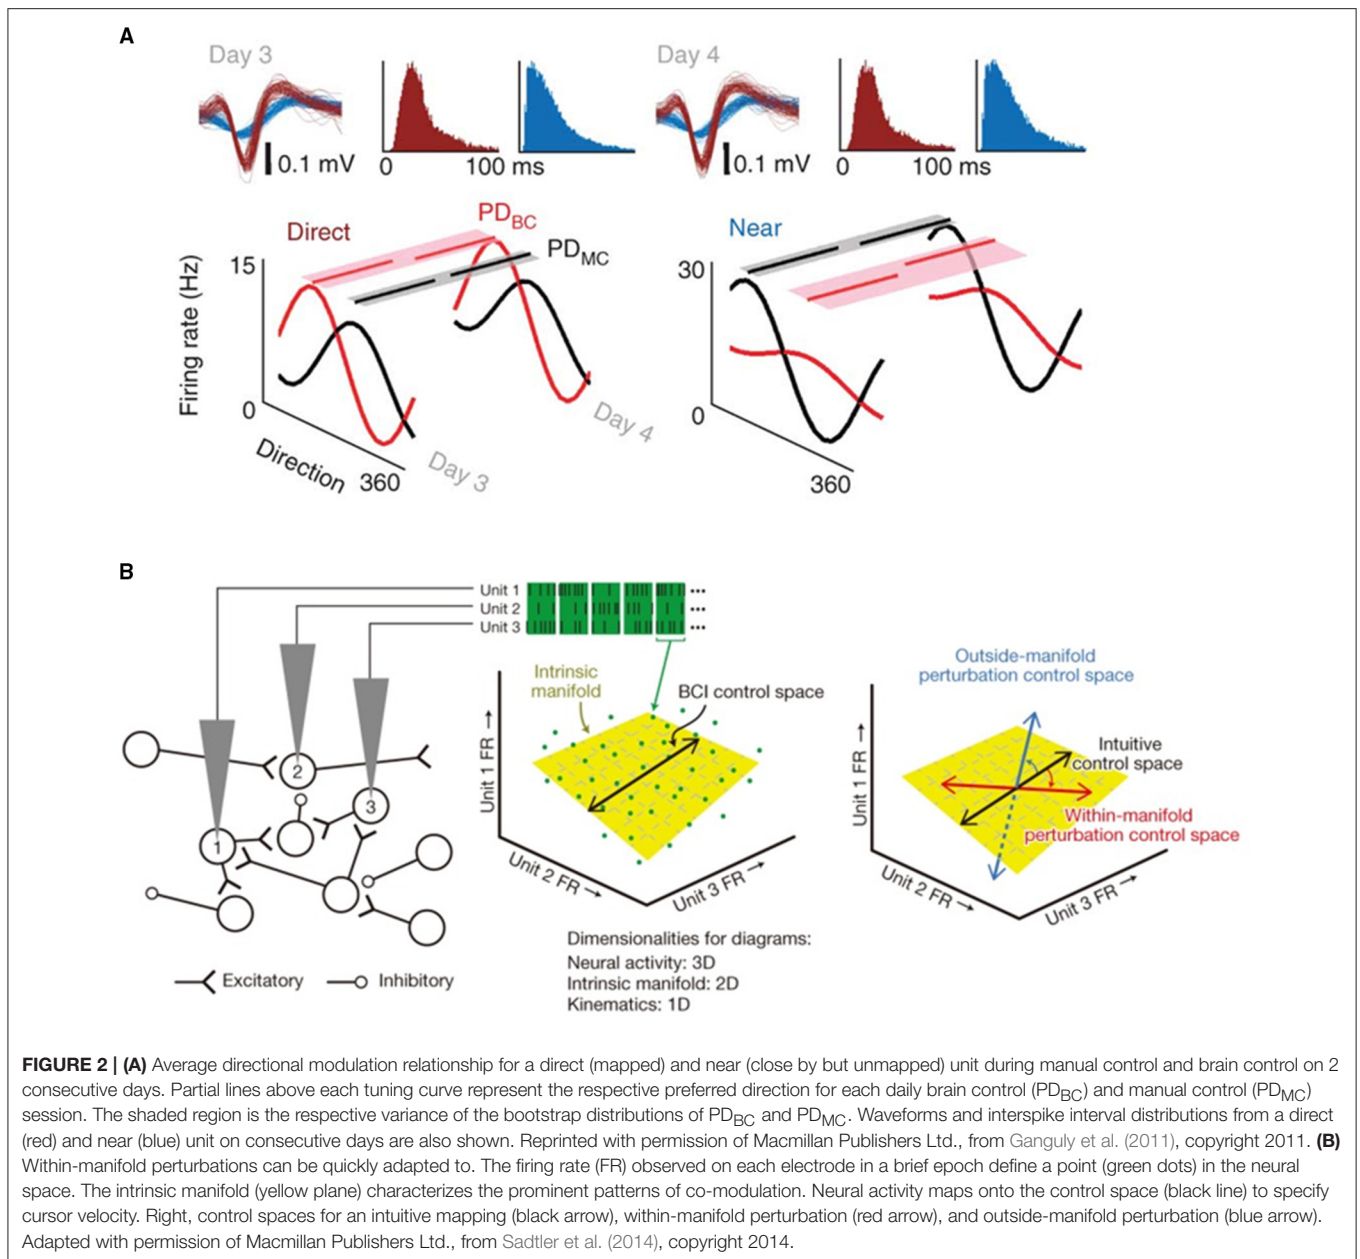 A
Day 3
Day 4
0.1 mV
0
100 ms
0.1 mV
0
100 ms
Direct
PDBC
PDMC
Near
Firing rate (Hz)
15
0
Direction
360
Day 3
Day 4
30
0
360
B
Unit 1
Unit 2
Unit 3
2
3
1
Excitatory
Inhibitory
Intrinsic
manifold
BCI control space
Unit 1 FR →
Unit 2 FR →
Unit 3 FR →
Dimensionalities for diagrams:
Neural activity: 3D
Intrinsic manifold: 2D
Kinematics: 1D
Outside-manifold
perturbation control space
Intuitive
control space
Within-manifold
perturbation control space
Unit 1 FR →
Unit 2 FR →
Unit 3 FR →
FIGURE 2 | (A) Average directional modulation relationship for a direct (mapped) and near (close by but unmapped) unit during manual control and brain control on 2
consecutive days. Partial lines above each tuning curve represent the respective preferred direction for each daily brain control (PDBC) and manual control (PDMC)
session. The shaded region is the respective variance of the bootstrap distributions of PDBC and PDMC. Waveforms and interspike interval distributions from a direct
(red) and near (blue) unit on consecutive days are also shown. Reprinted with permission of Macmillan Publishers Ltd., from Ganguly et al. (2011), copyright 2011. (B)
Within-manifold perturbations can be quickly adapted to. The firing rate (FR) observed on each electrode in a brief epoch define a point (green dots) in the neural
space. The intrinsic manifold (yellow plane) characterizes the prominent patterns of co-modulation. Neural activity maps onto the control space (black line) to specify
cursor velocity. Right, control spaces for an intuitive mapping (black arrow), within-manifold perturbation (red arrow), and outside-manifold perturbation (blue arrow).
Adapted with permission of Macmillan Publishers Ltd., from Sadtler et al. (2014), copyright 2014.